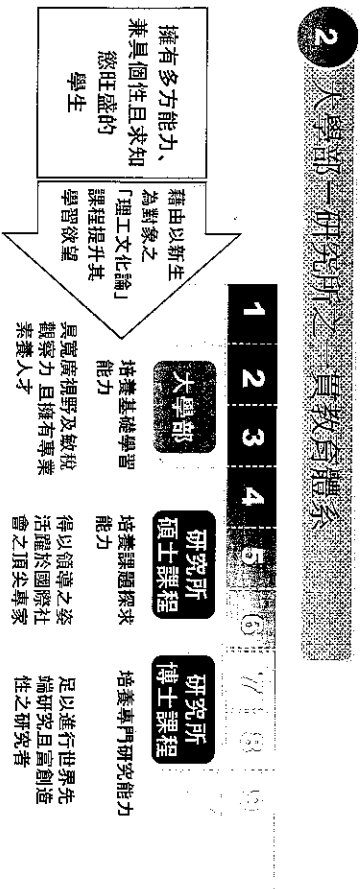 2 大學部－研究所之一貫教育體系
擁有多方能力、
兼具個性且求知
慾旺盛的
學生
藉由以新生
為對象之
「理工文化論」
課程提升其
學習欲望
1 2 3 4 5 6 7 8 9
大學部
培養基礎學習
能力
具寬廣視野及敏稅
觀察力，且擁有專業
素養人才
研究所
碩士課程
培養課題探求
能力
得以領導之姿
活躍於國際社
會之頂尖專家
研究所
博士課程
培養專門研究能力
足以進行世界先
端研究且富創造
性之研究者